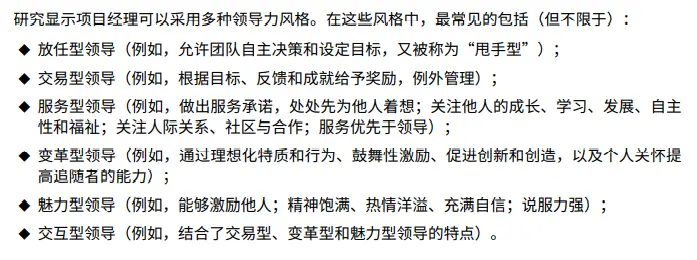 研究显示项目经理可以采用多种领导力风格。在这些风格中，最常见的包括（但不限于）：
◆ 放任型领导（例如，允许团队自主决策和设定目标，又被称为“甩手型”）；
◆ 交易型领导（例如，根据目标、反馈和成就给予奖励，例外管理）；
◆ 服务型领导（例如，做出服务承诺，处处先为他人着想；关注他人的成长、学习、发展、自主
性和福祉；关注人际关系、社区与合作；服务优先于领导）；
◆ 变革型领导（例如，通过理想化特质和行为、鼓舞性激励、促进创新和创造，以及个人关怀提
高追随者的能力）；
◆ 魅力型领导（例如，能够激励他人；精神饱满、热情洋溢、充满自信；说服力强）；
◆ 交互型领导（例如，结合了交易型、变革型和魅力型领导的特点）。